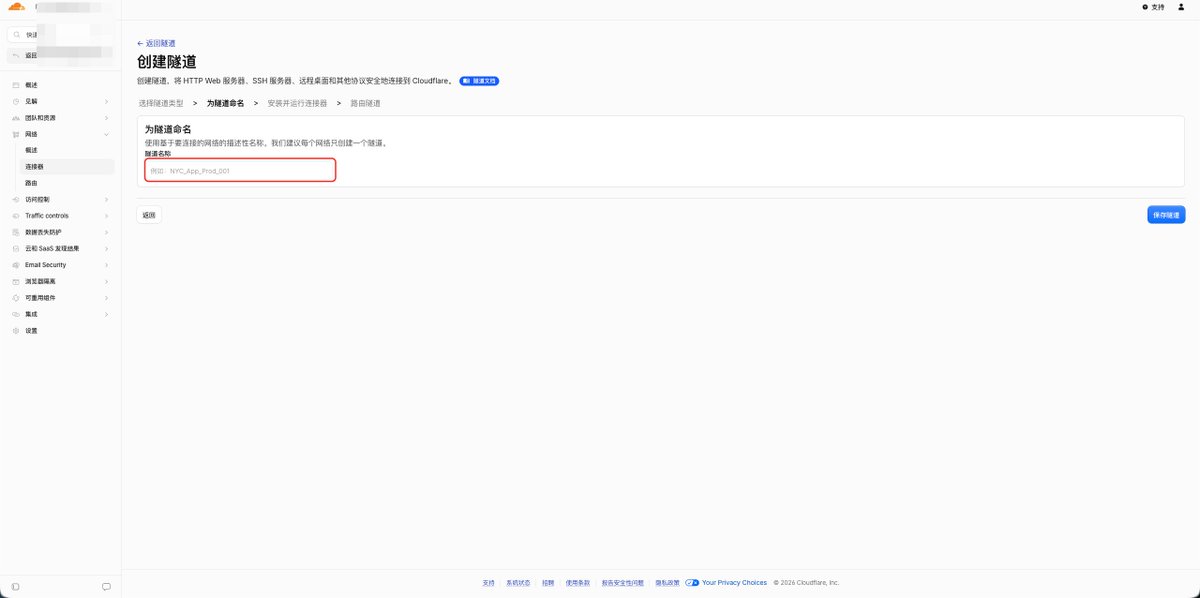 支持
快速
返回
概述
见解
团队和资源
网络
概述
连接器
路由
访问控制
Traffic controls
数据丢失防护
云和 SaaS 发现结果
Email Security
浏览器隔离
可重用组件
集成
设置
← 返回隧道
创建隧道
创建隧道，将 HTTP Web 服务器、SSH 服务器、远程桌面和其他协议安全地连接到 Cloudflare。 隧道文档
选择隧道类型 > 为隧道命名 > 安装并运行连接器 > 路由隧道
为隧道命名
使用基于要连接的网络的描述性名称。我们建议每个网络只创建一个隧道。
隧道名称
例如：NYC_App_Prod_001
返回
保存隧道
支持 系统状态 招聘 使用条款 报告安全性问题 隐私政策 Your Privacy Choices © 2026 Cloudflare, Inc.